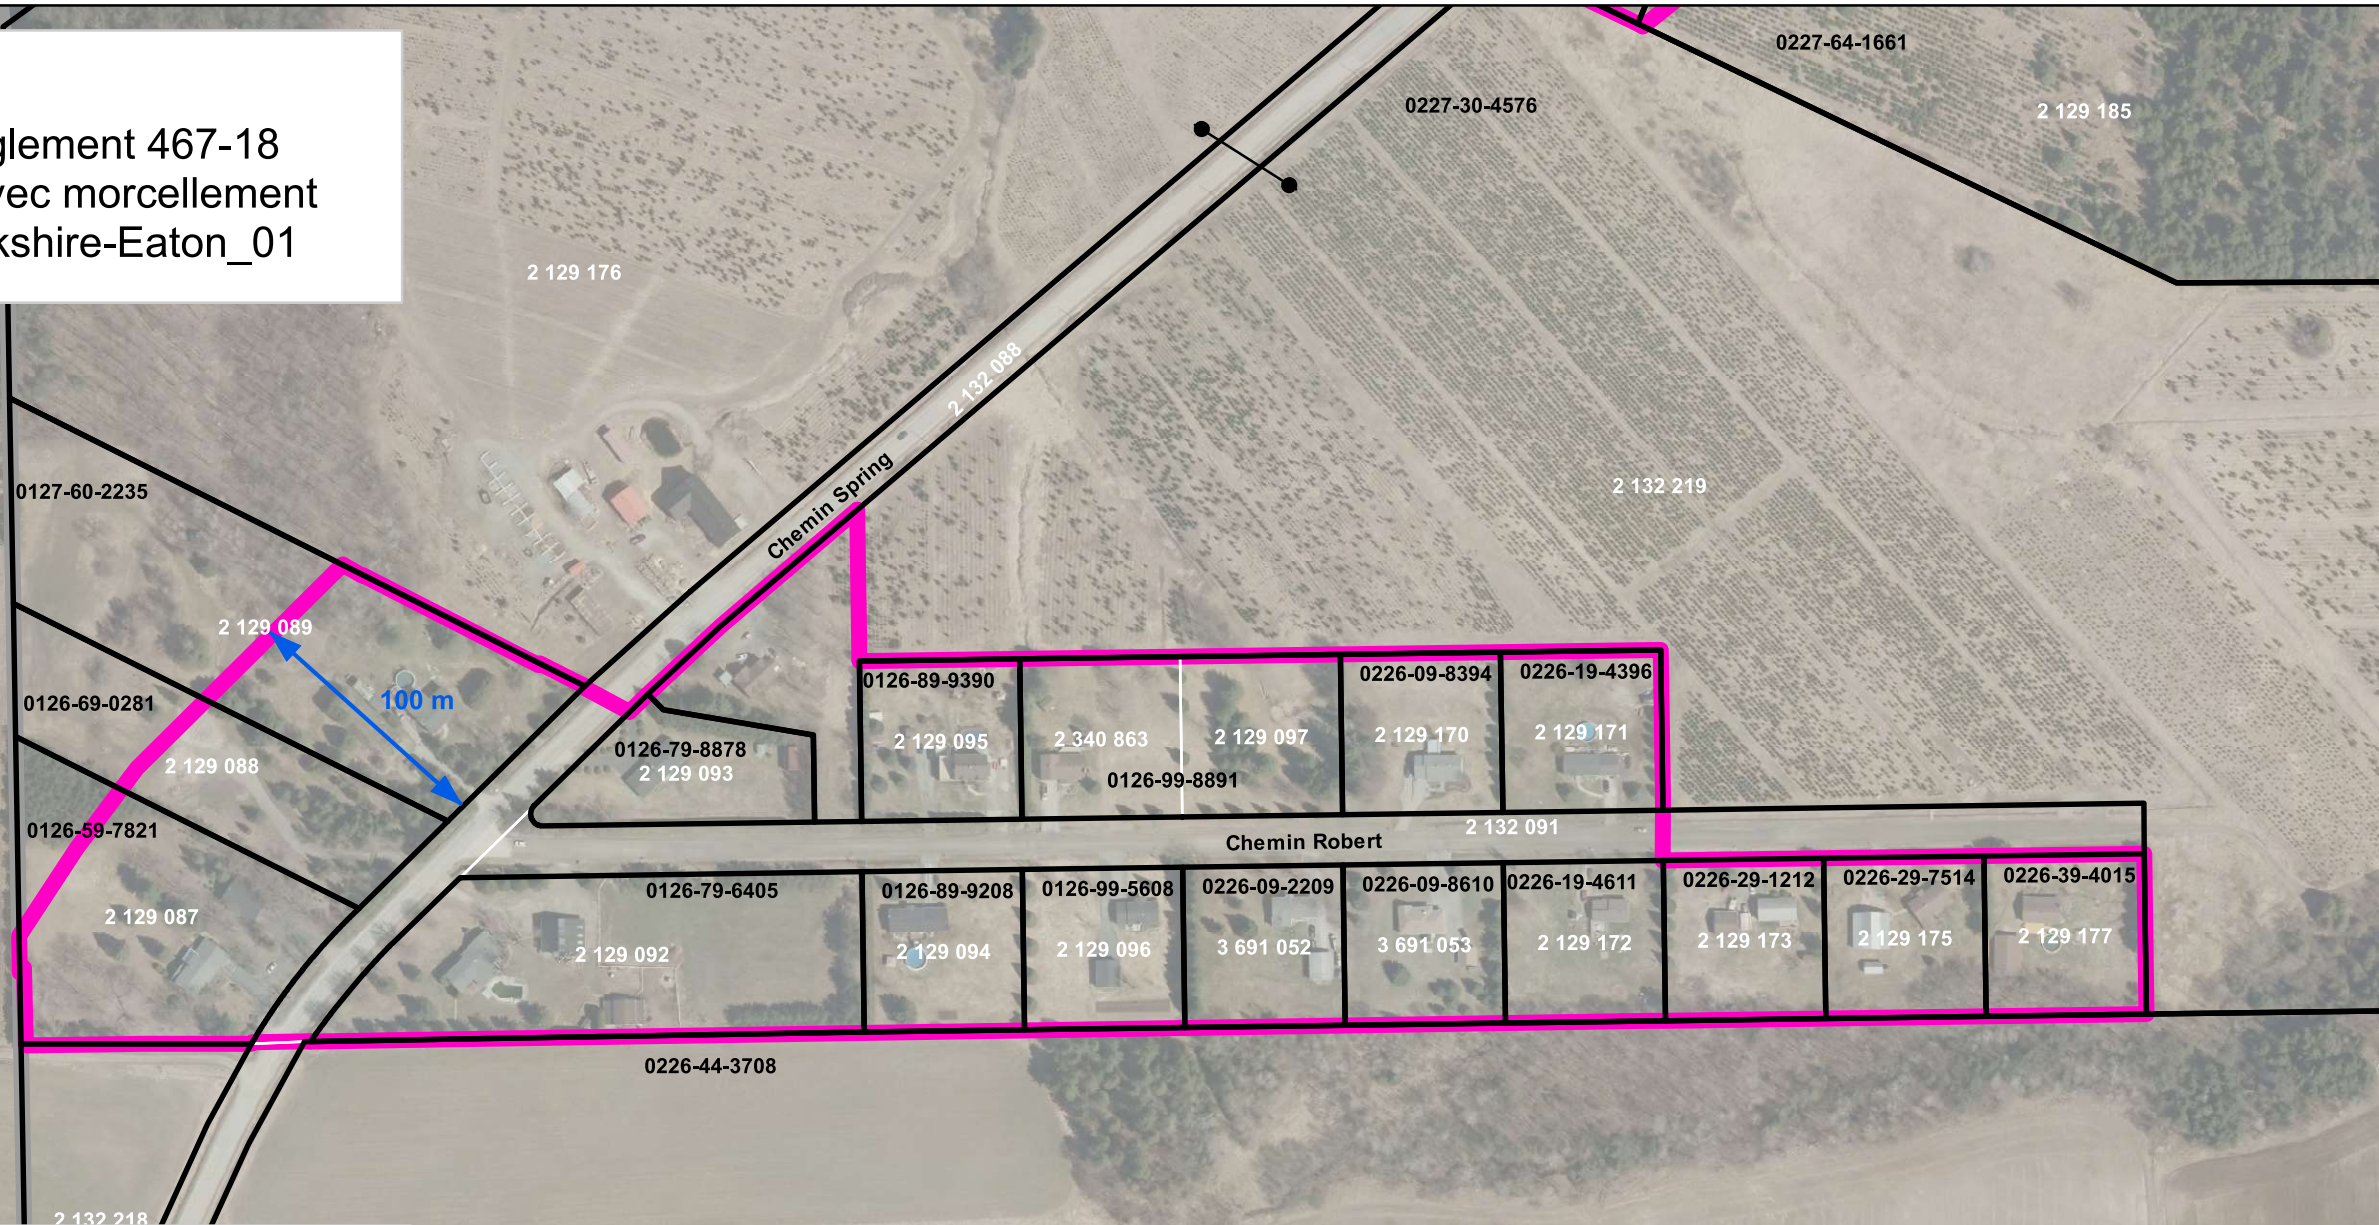 glement 467-18
vec morcellement
kshire-Eaton_01
0227-64-1661
0227-30-4576
2 129 185
2 129 176
2 132 088
Chemin Spring
0127-60-2235
2 132 219
2 129 089
100 m
0126-69-0281
2 129 088
0126-59-7821
2 129 087
0126-79-8878
2 129 093
0126-89-9390
2 129 095
2 340 863
2 129 097
0126-99-8891
0226-09-8394
2 129 170
0226-19-4396
2 129 171
2 132 091
Chemin Robert
0126-79-6405
2 129 092
0126-89-9208
2 129 094
0126-99-5608
2 129 096
0226-09-2209
3 691 052
0226-09-8610
3 691 053
0226-19-4611
2 129 172
0226-29-1212
2 129 173
0226-29-7514
2 129 175
0226-39-4015
2 129 177
0226-44-3708
2 132 218